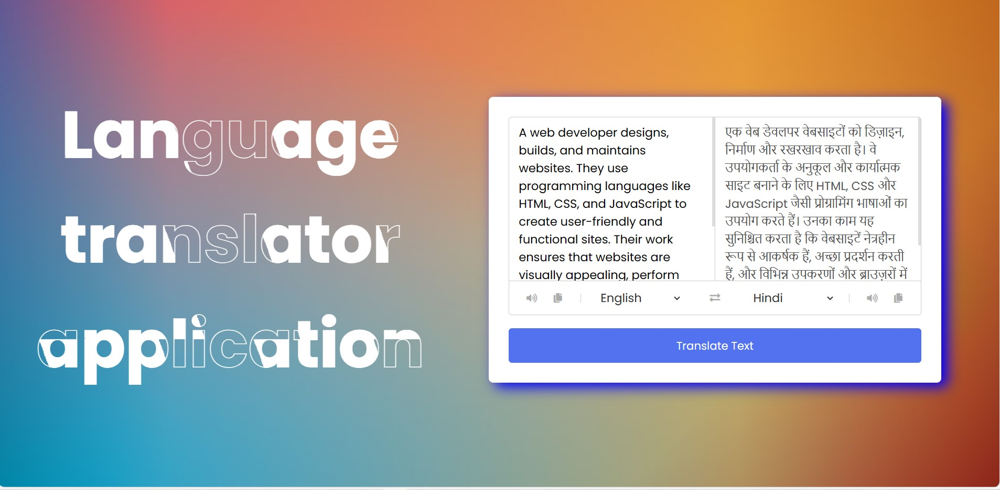 Language
translator
application
A web developer designs,
builds, and maintains
websites. They use
programming languages like
HTML, CSS, and JavaScript to
create user-friendly and
functional sites. Their work
ensures that websites are
visually appealing, perform
एक वेब डेवलपर वेबसाइटों को डिज़ाइन,
निर्माण और रखरखाव करता है। वे
उपयोगकर्ता के अनुकूल और कार्यात्मक
साइट बनाने के लिए HTML, CSS और
JavaScript जैसी प्रोग्रामिंग भाषाओं का
उपयोग करते हैं। उनका काम यह
सुनिश्चित करता है कि वेबसाइटें नेत्रहीन
रूप से आकर्षक हैं, अच्छा प्रदर्शन करती
हैं, और विभिन्न उपकरणों और ब्राउज़रों में
English
Hindi
Translate Text